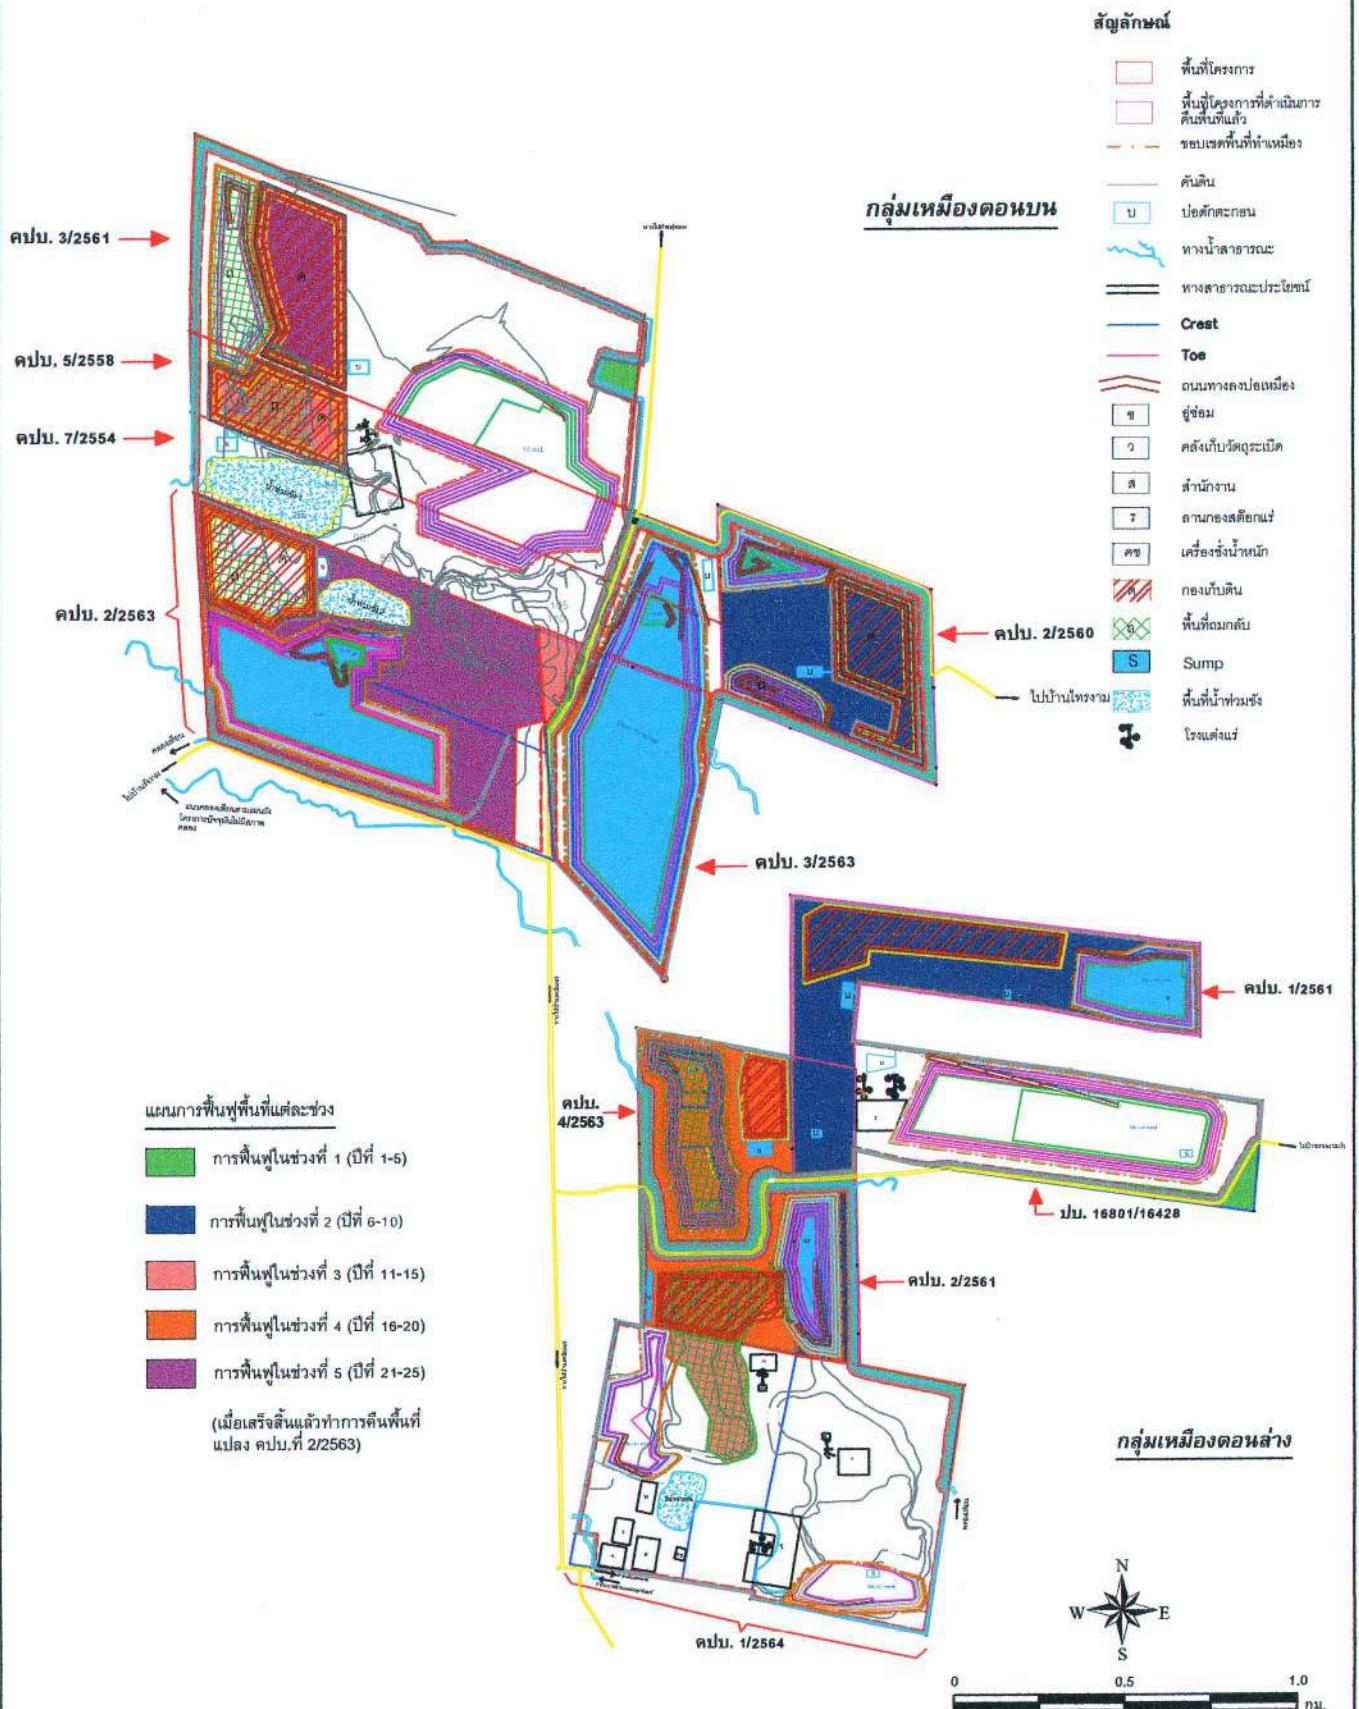 สัญลักษณ์
พื้นที่โครงการ
พื้นที่โครงการที่ดำเนินการ
คืนพื้นที่แล้ว
ขอบเขตพื้นที่ทำเหมือง
คันดิน
บ
บ่อดักตะกอน
ทางน้ำสาธารณะ
ทางสาธารณะประโยชน์
Crest
Toe
ถนนทางลงบ่อเหมือง
ซ
อู่ซ่อม
ว
คลังเก็บวัตถุระเบิด
ส
สำนักงาน
ร
ลานกองสต๊อกแร่
คช
เครื่องชั่งน้ำหนัก
ด
กองเก็บดิน
ถ
พื้นที่ถมกลับ
S
Sump
พื้นที่น้ำท่วมขัง
โรงแต่งแร่
กลุ่มเหมืองตอนบน
คปบ. 3/2561
คปบ. 5/2558
คปบ. 7/2554
คปบ. 2/2563
คปบ. 2/2560
ไปบ้านไทรงาม
คปบ. 3/2563
คปบ. 1/2561
คปบ.
4/2563
ปบ. 16801/16428
คปบ. 2/2561
แผนการฟื้นฟูพื้นที่แต่ละช่วง
การฟื้นฟูในช่วงที่ 1 (ปีที่ 1-5)
การฟื้นฟูในช่วงที่ 2 (ปีที่ 6-10)
การฟื้นฟูในช่วงที่ 3 (ปีที่ 11-15)
การฟื้นฟูในช่วงที่ 4 (ปีที่ 16-20)
การฟื้นฟูในช่วงที่ 5 (ปีที่ 21-25)
(เมื่อเสร็จสิ้นแล้วทำการคืนพื้นที่
แปลง คปบ.ที่ 2/2563)
กลุ่มเหมืองตอนล่าง
คปบ. 1/2564
N
W
E
S
0
0.5
1.0
กม.